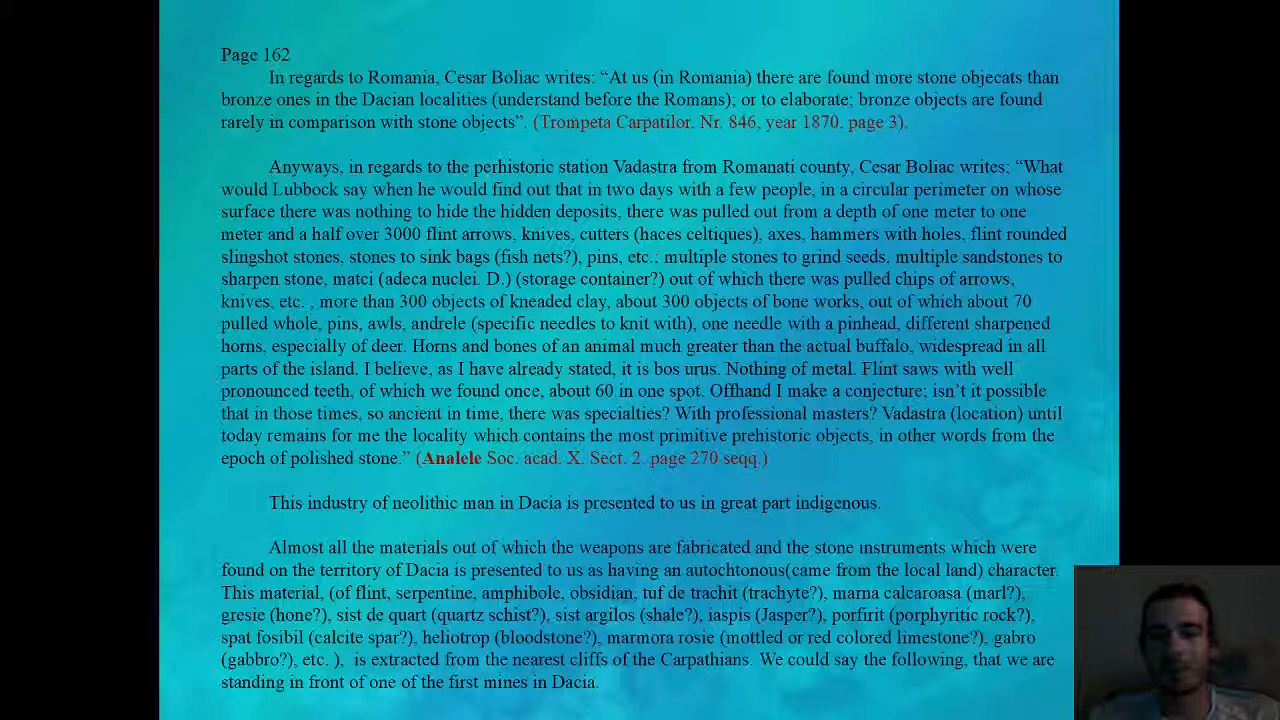 Page 162
In regards to Romania, Cesar Boliac writes: “At us (in Romania) there are found more stone objecats than
bronze ones in the Dacian localities (understand before the Romans); or to elaborate; bronze objects are found
rarely in comparison with stone objects”. (Trompeta Carpatilor. Nr. 846, year 1870. page 3).
Anyways, in regards to the perhistoric station Vadastra from Romanati county, Cesar Boliac writes; “What
would Lubbock say when he would find out that in two days with a few people, in a circular perimeter on whose
surface there was nothing to hide the hidden deposits, there was pulled out from a depth of one meter to one
meter and a half over 3000 flint arrows, knives, cutters (haces celtiques), axes, hammers with holes, flint rounded
slingshot stones, stones to sink bags (fish nets?), pins, etc.; multiple stones to grind seeds, multiple sandstones to
sharpen stone, matci (adeca nuclei. D.) (storage container?) out of which there was pulled chips of arrows,
knives, etc. , more than 300 objects of kneaded clay, about 300 objects of bone works, out of which about 70
pulled whole, pins, awls, andrele (specific needles to knit with), one needle with a pinhead, different sharpened
horns, especially of deer. Horns and bones of an animal much greater than the actual buffalo, widespread in all
parts of the island. I believe, as I have already stated, it is bos urus. Nothing of metal. Flint saws with well
pronounced teeth, of which we found once, about 60 in one spot. Offhand I make a conjecture; isn’t it possible
that in those times, so ancient in time, there was specialties? With professional masters? Vadastra (location) until
today remains for me the locality which contains the most primitive prehistoric objects, in other words from the
epoch of polished stone.” (Analele Soc. acad. X. Sect. 2. page 270 seqq.)
This industry of neolithic man in Dacia is presented to us in great part indigenous.
Almost all the materials out of which the weapons are fabricated and the stone instruments which were
found on the territory of Dacia is presented to us as having an autochtonous(came from the local land) character.
This material, (of flint, serpentine, amphibole, obsidian, tuf de trachit (trachyte?), marna calcaroasa (marl?),
gresie (hone?), sist de quart (quartz schist?), sist argilos (shale?), iaspis (Jasper?), porfirit (porphyritic rock?),
spat fosibil (calcite spar?), heliotrop (bloodstone?), marmora rosie (mottled or red colored limestone?), gabro
(gabbro?), etc. ),  is extracted from the nearest cliffs of the Carpathians. We could say the following, that we are
standing in front of one of the first mines in Dacia.